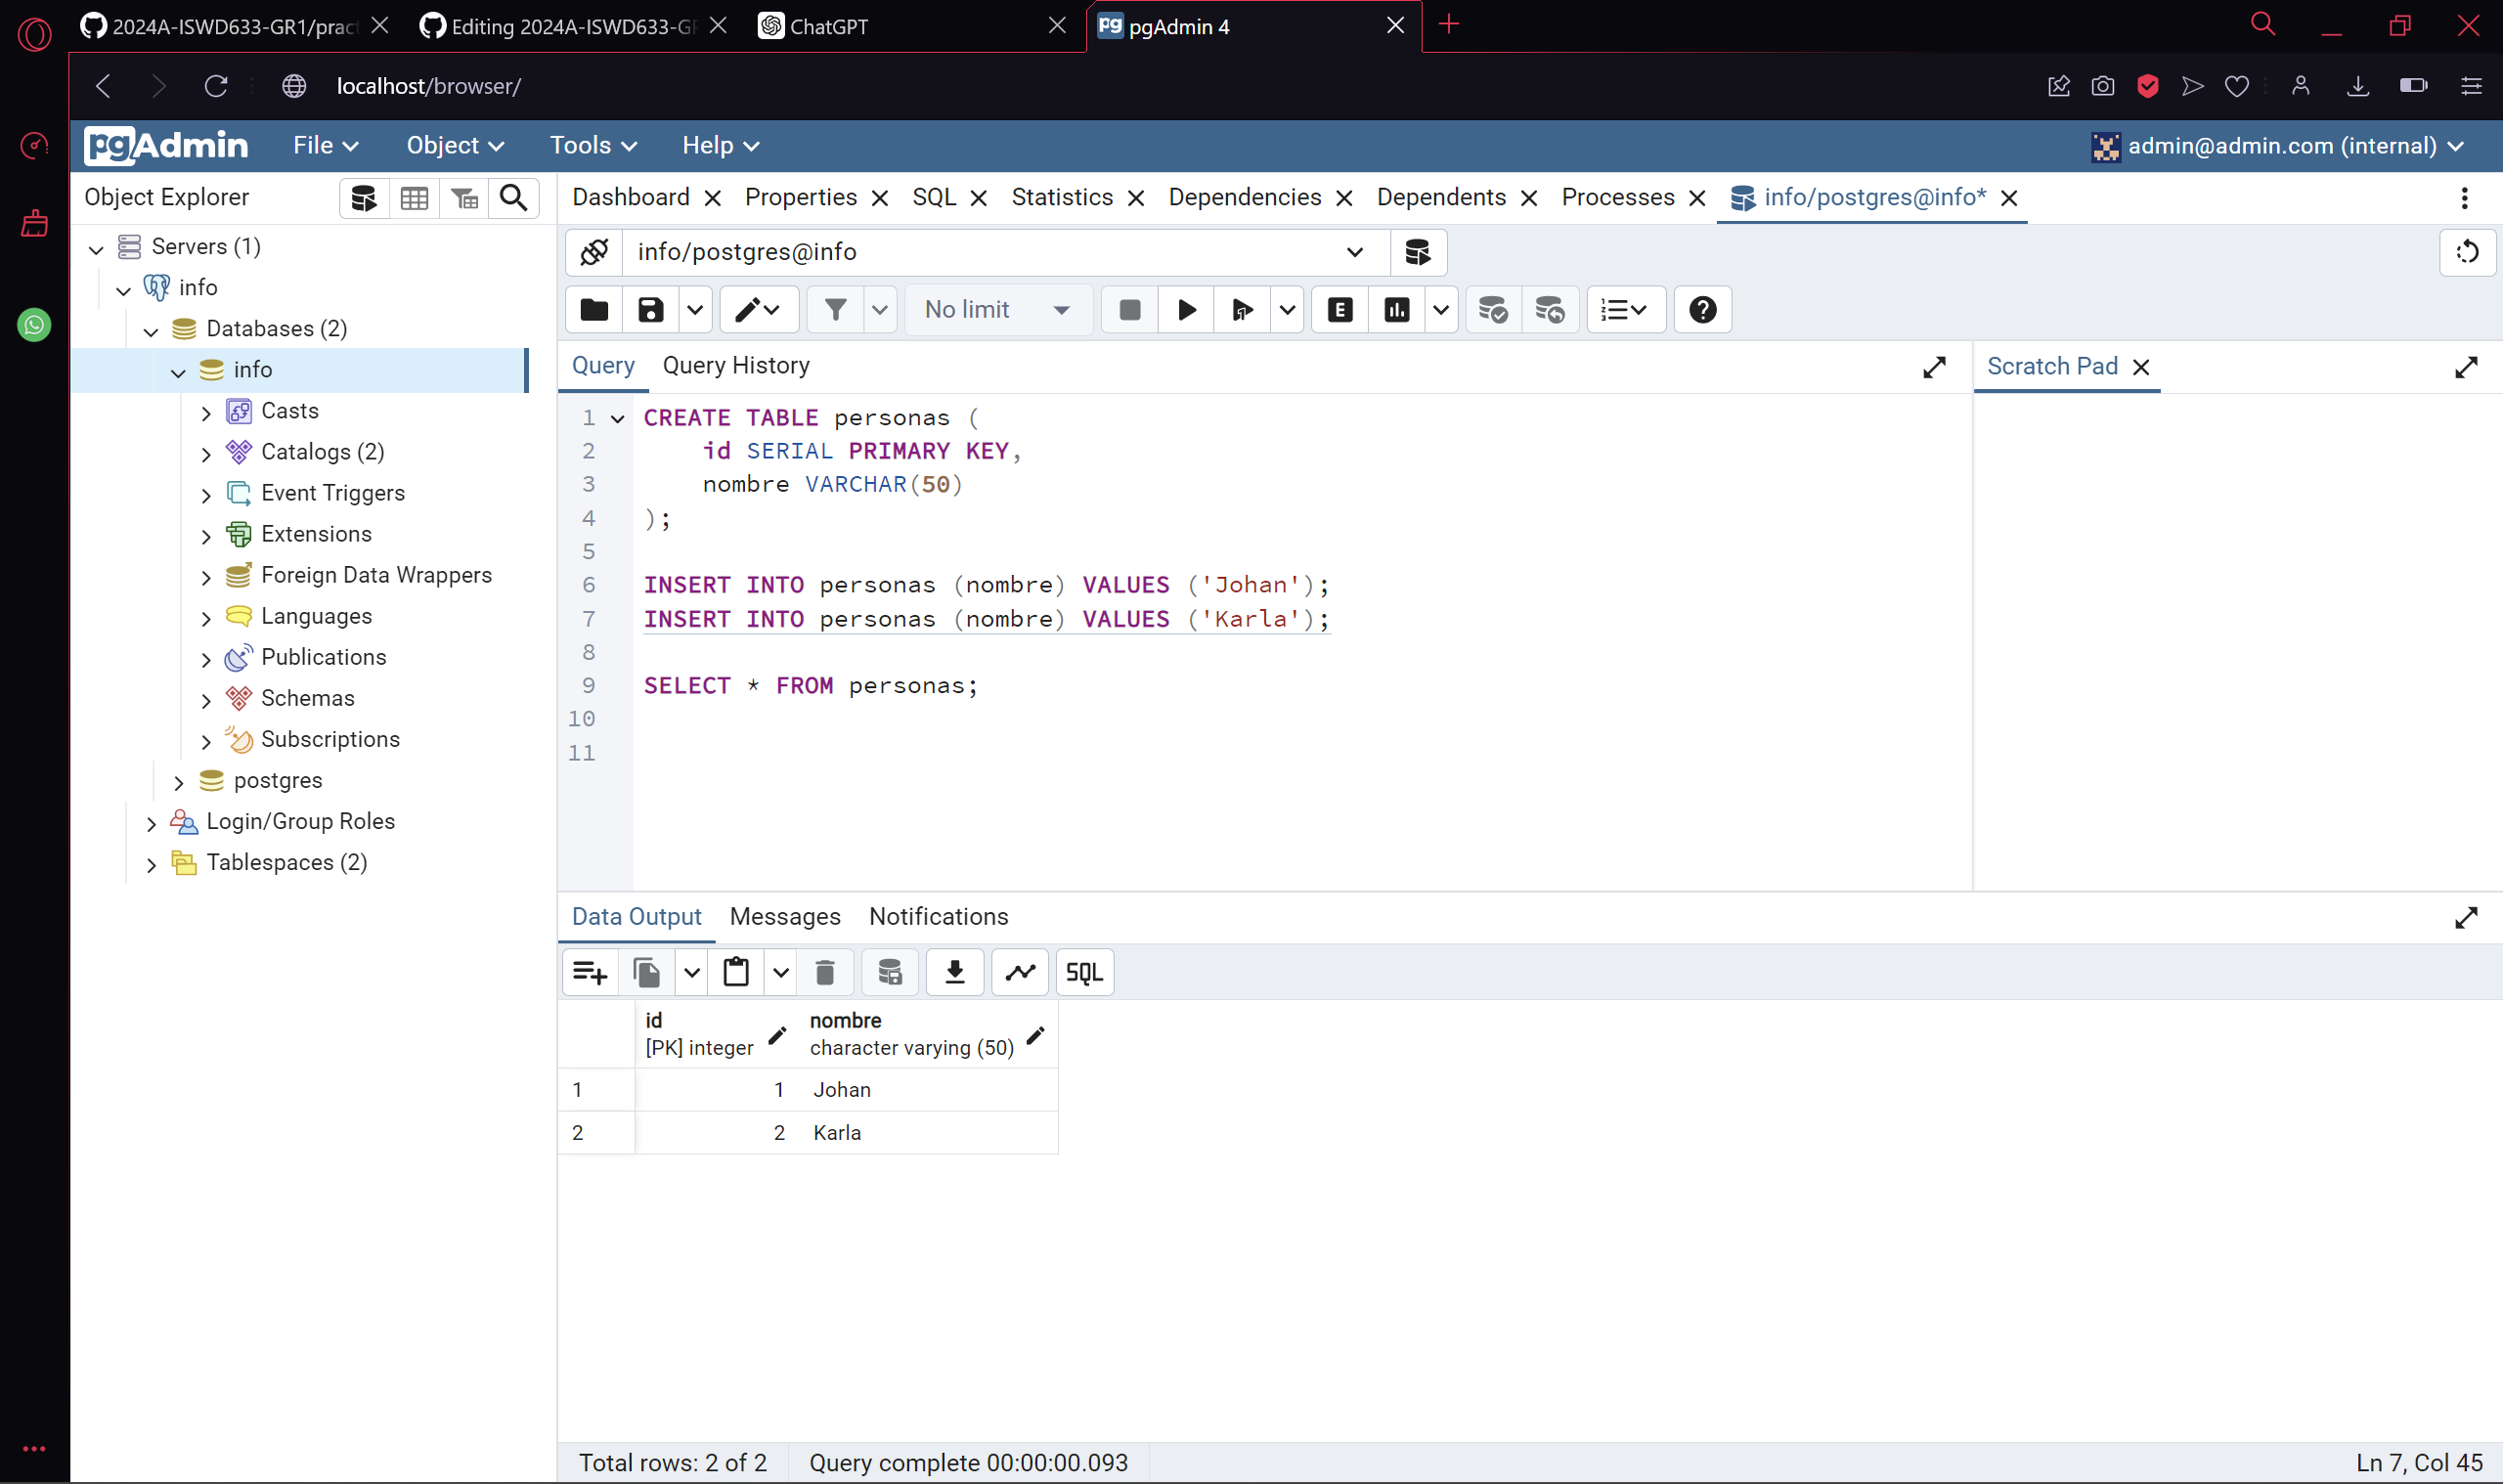 2024A-ISWD633-GR1/prac
Editing 2024A-ISWD633-GR
ChatGPT
pgAdmin 4
localhost/browser/
pgAdmin
File
Object
Tools
Help
admin@admin.com (internal)
Object Explorer
Dashboard
Properties
SQL
Statistics
Dependencies
Dependents
Processes
info/postgres@info*
Servers (1)
info
Databases (2)
info
Casts
Catalogs (2)
Event Triggers
Extensions
Foreign Data Wrappers
Languages
Publications
Schemas
Subscriptions
postgres
Login/Group Roles
Tablespaces (2)
info/postgres@info
No limit
E
Query
Query History
Scratch Pad
1 CREATE TABLE personas (
2 id SERIAL PRIMARY KEY,
3 nombre VARCHAR(50)
4 );
5
6 INSERT INTO personas (nombre) VALUES ('Johan');
7 INSERT INTO personas (nombre) VALUES ('Karla');
8
9 SELECT * FROM personas;
10
11
Data Output
Messages
Notifications
SQL
id
[PK] integer
nombre
character varying (50)
1 1 Johan
2 2 Karla
Total rows: 2 of 2
Query complete 00:00:00.093
Ln 7, Col 45